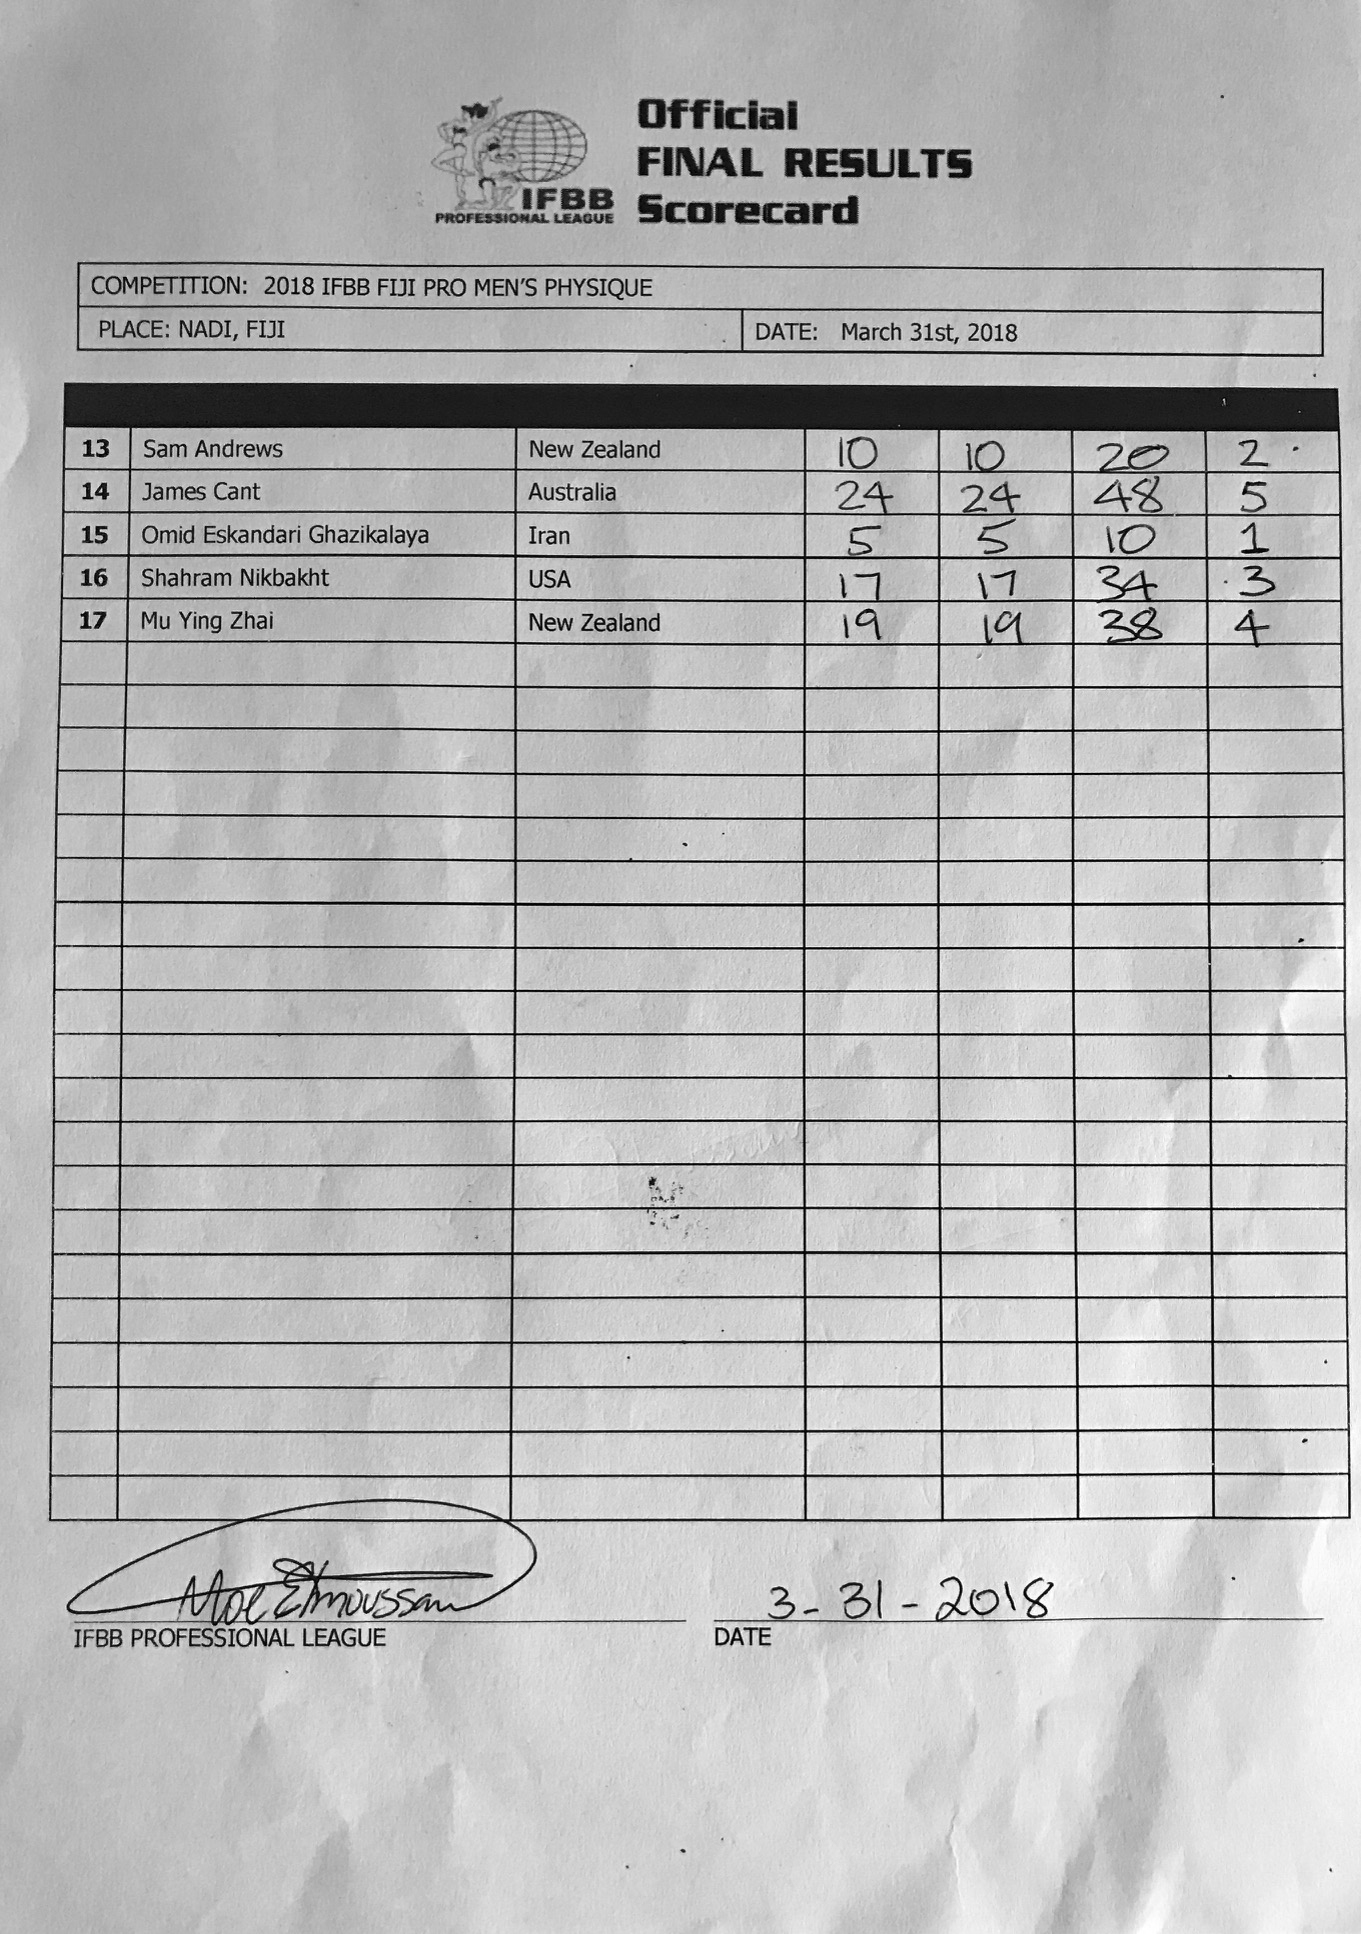 Official
FINAL RESULTS
Scorecard
IFBB
PROFESSIONAL LEAGUE
COMPETITION: 2018 IFBB FIJI PRO MEN'S PHYSIQUE
PLACE: NADI, FIJI DATE: March 31st, 2018
13 Sam Andrews New Zealand 10 10 20 2
14 James Cant Australia 24 24 48 5
15 Omid Eskandari Ghazikalaya Iran 5 5 10 1
16 Shahram Nikbakht USA 17 17 34 3
17 Mu Ying Zhai New Zealand 19 19 38 4
Moe Elmoussawi 3-31-2018
IFBB PROFESSIONAL LEAGUE DATE